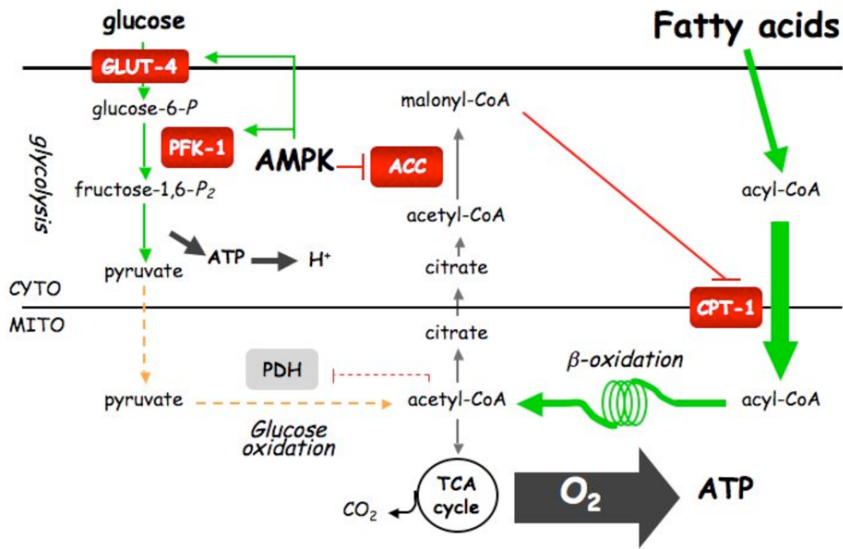 glucose
Fatty acids
GLUT-4
glucose-6-P
malonyl-CoA
PFK-1
AMPK
ACC
glycolysis
fructose-1,6-P₂
acyl-CoA
acetyl-CoA
ATP
H⁺
pyruvate
citrate
CYTO
CPT-1
MITO
citrate
PDH
β-oxidation
pyruvate
acetyl-CoA
acyl-CoA
Glucose
oxidation
TCA
cycle
CO₂
O₂
ATP